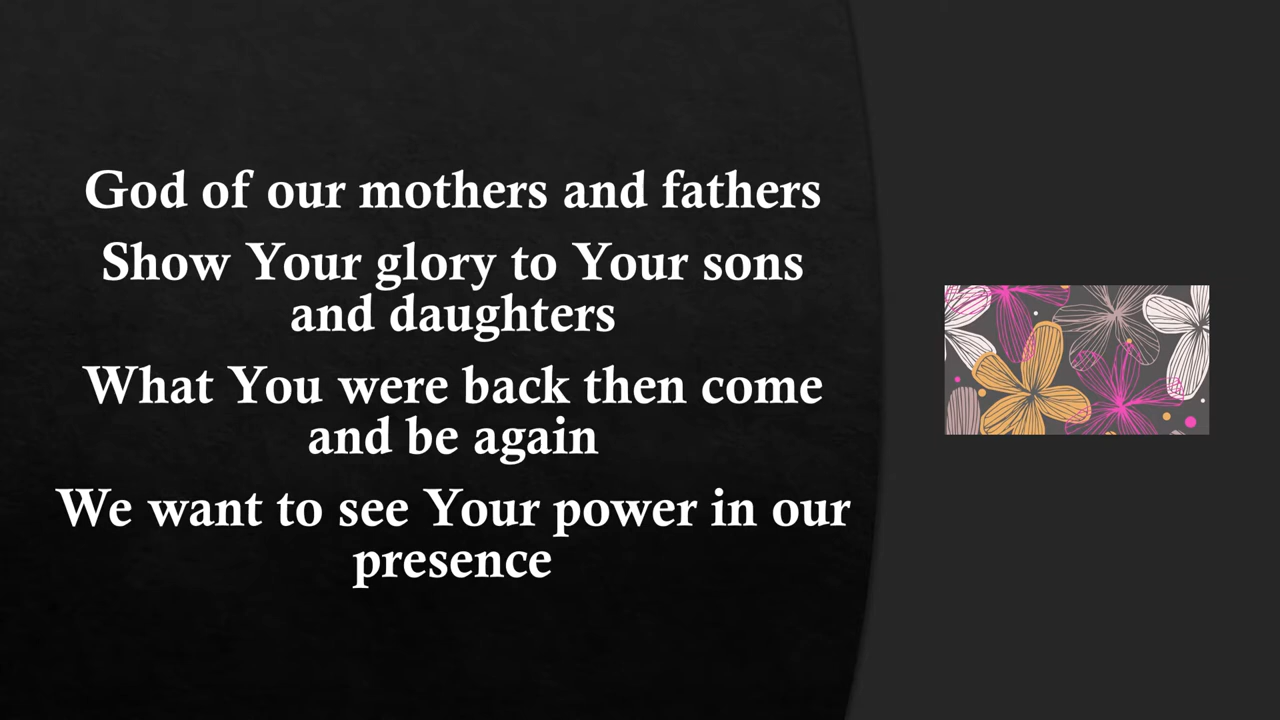 God of our mothers and fathers
Show Your glory to Your sons
and daughters
What You were back then come
and be again
We want to see Your power in our
presence